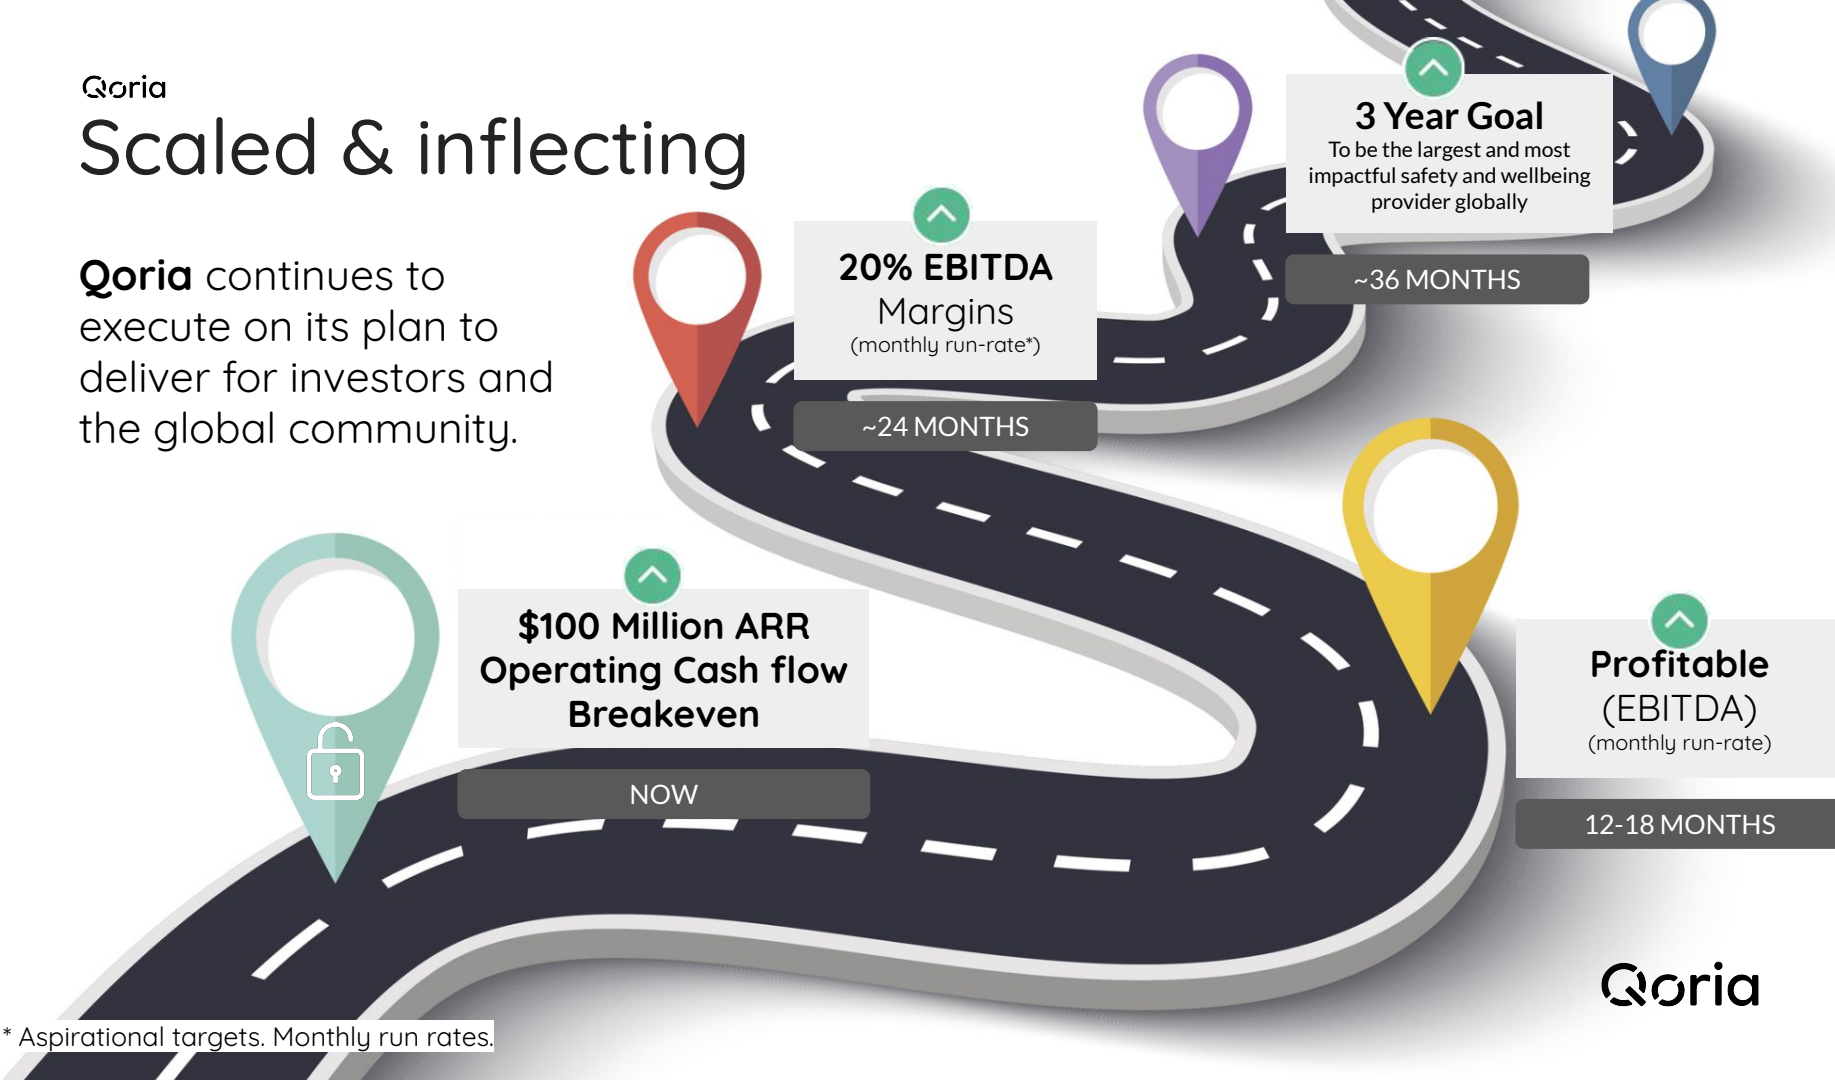 Qoria
Scaled & inflecting
Qoria continues to
execute on its plan to
deliver for investors and
the global community.
3 Year Goal
To be the largest and most
impactful safety and wellbeing
provider globally
~36 MONTHS
20% EBITDA
Margins
(monthly run-rate*)
~24 MONTHS
$100 Million ARR
Operating Cash flow
Breakeven
NOW
Profitable
(EBITDA)
(monthly run-rate)
12-18 MONTHS
Qoria
* Aspirational targets. Monthly run rates.